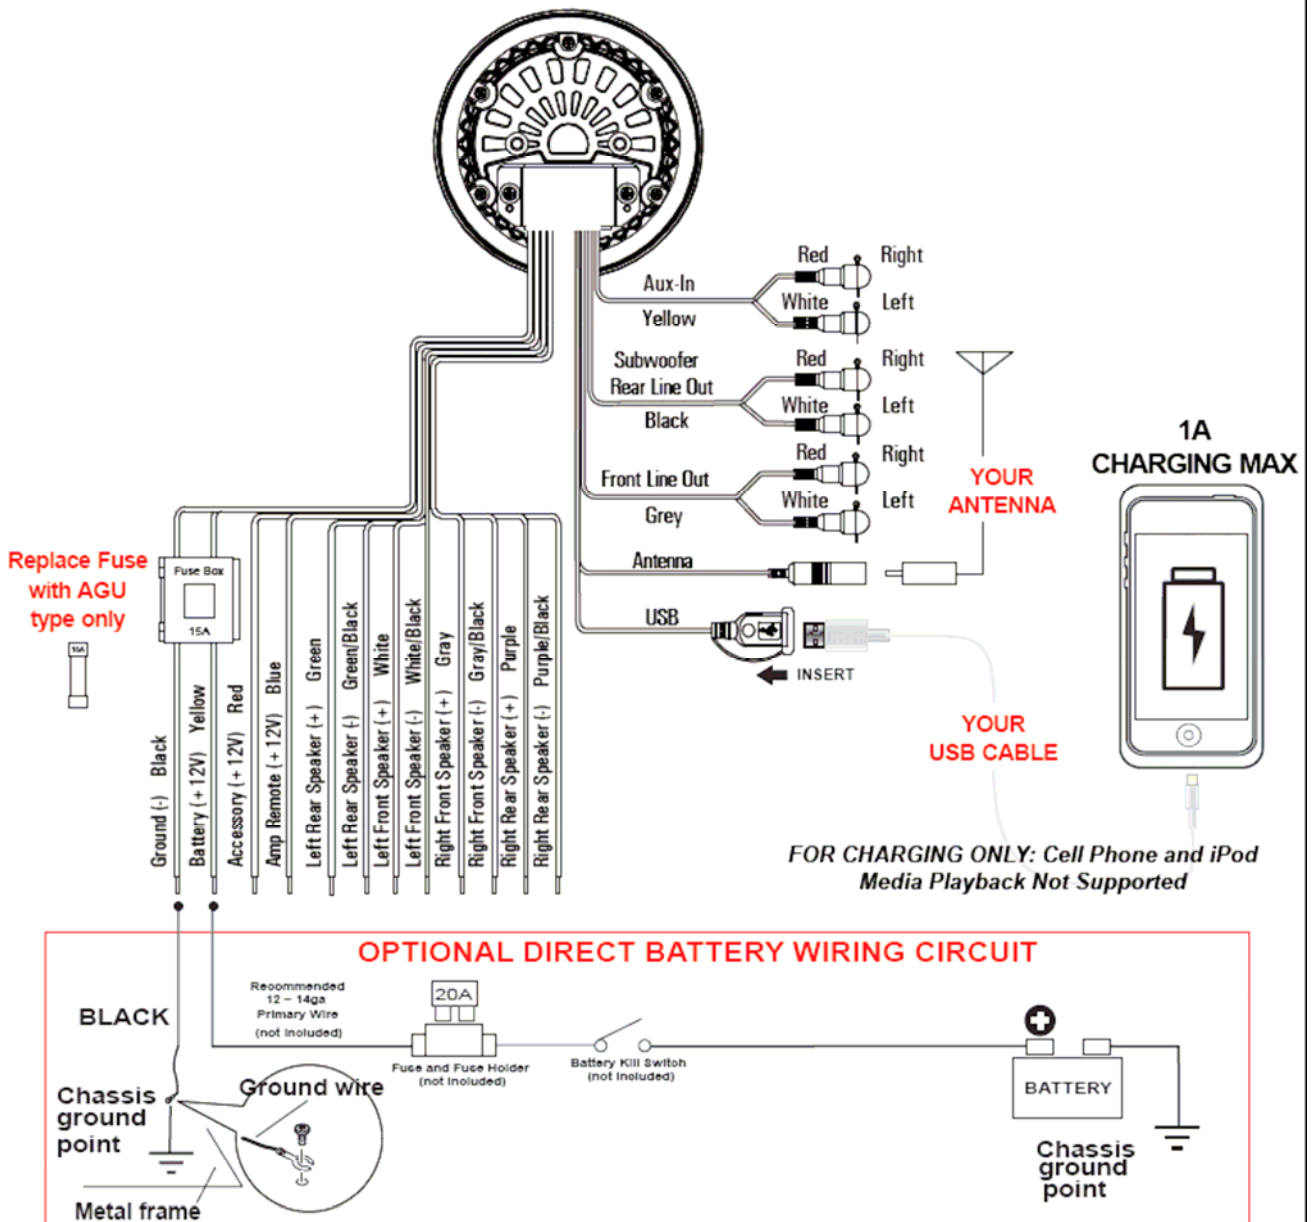 Aux-In
Yellow
Red
Right
White
Left
Subwoofer
Rear Line Out
Black
Red
Right
White
Left
Front Line Out
Grey
Red
Right
White
Left
Antenna
YOUR
ANTENNA
USB
INSERT
1A
CHARGING MAX
YOUR
USB CABLE
FOR CHARGING ONLY: Cell Phone and iPod
Media Playback Not Supported
Replace Fuse
with AGU
type only
Fuse Box
15A
Ground (-) Black
Battery (+ 12V) Yellow
Accessory (+ 12V) Red
Amp Remote (+ 12V) Blue
Left Rear Speaker (+) Green
Left Rear Speaker (-) Green/Black
Left Front Speaker (+) White
Left Front Speaker (-) White/Black
Right Front Speaker (+) Gray
Right Front Speaker (-) Gray/Black
Right Rear Speaker (+) Purple
Right Rear Speaker (-) Purple/Black
OPTIONAL DIRECT BATTERY WIRING CIRCUIT
BLACK
Recommended
12 – 14ga
Primary Wire
(not included)
20A
Fuse and Fuse Holder
(not included)
Battery Kill Switch
(not included)
BATTERY
Chassis
ground
point
Ground wire
Metal frame
Chassis
ground
point